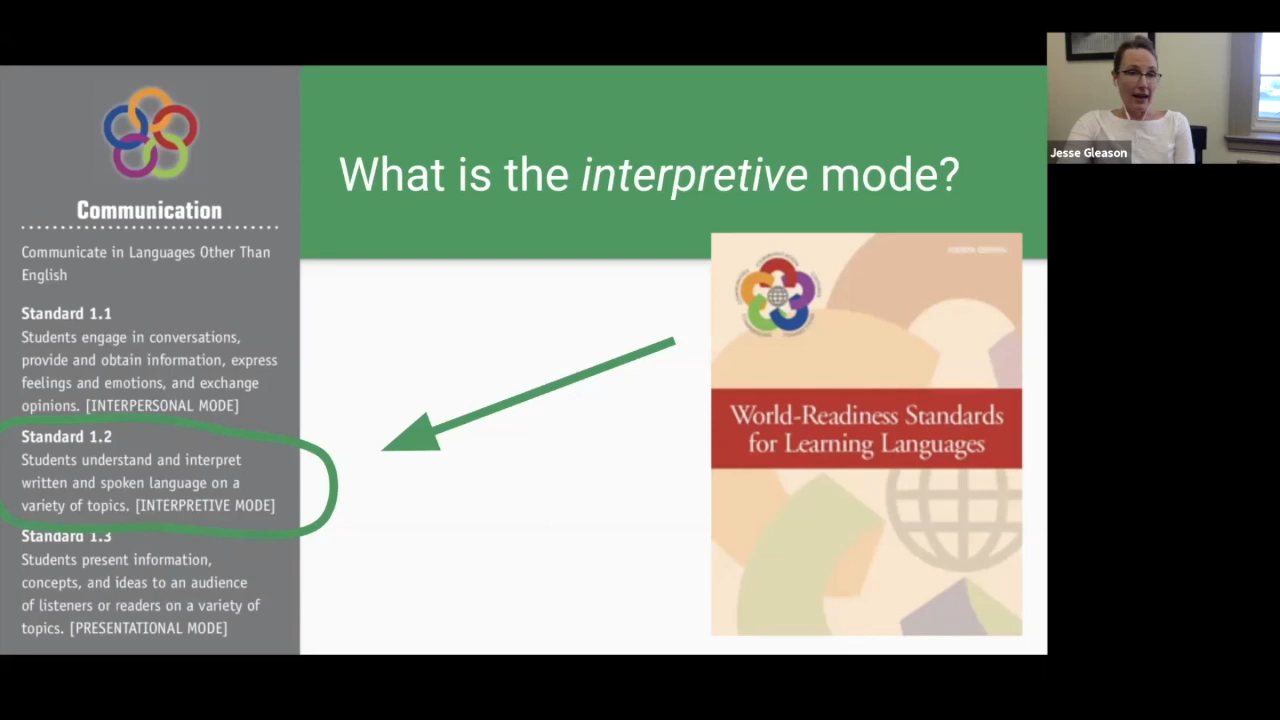 Communication
Communicate in Languages Other Than
English
Standard 1.1
Students engage in conversations,
provide and obtain information, express
feelings and emotions, and exchange
opinions. [INTERPERSONAL MODE]
Standard 1.2
Students understand and interpret
written and spoken language on a
variety of topics. [INTERPRETIVE MODE]
Standard 1.3
Students present information,
concepts, and ideas to an audience
of listeners or readers on a variety of
topics. [PRESENTATIONAL MODE]
What is the interpretive mode?
World-Readiness Standards
for Learning Languages
Jesse Gleason